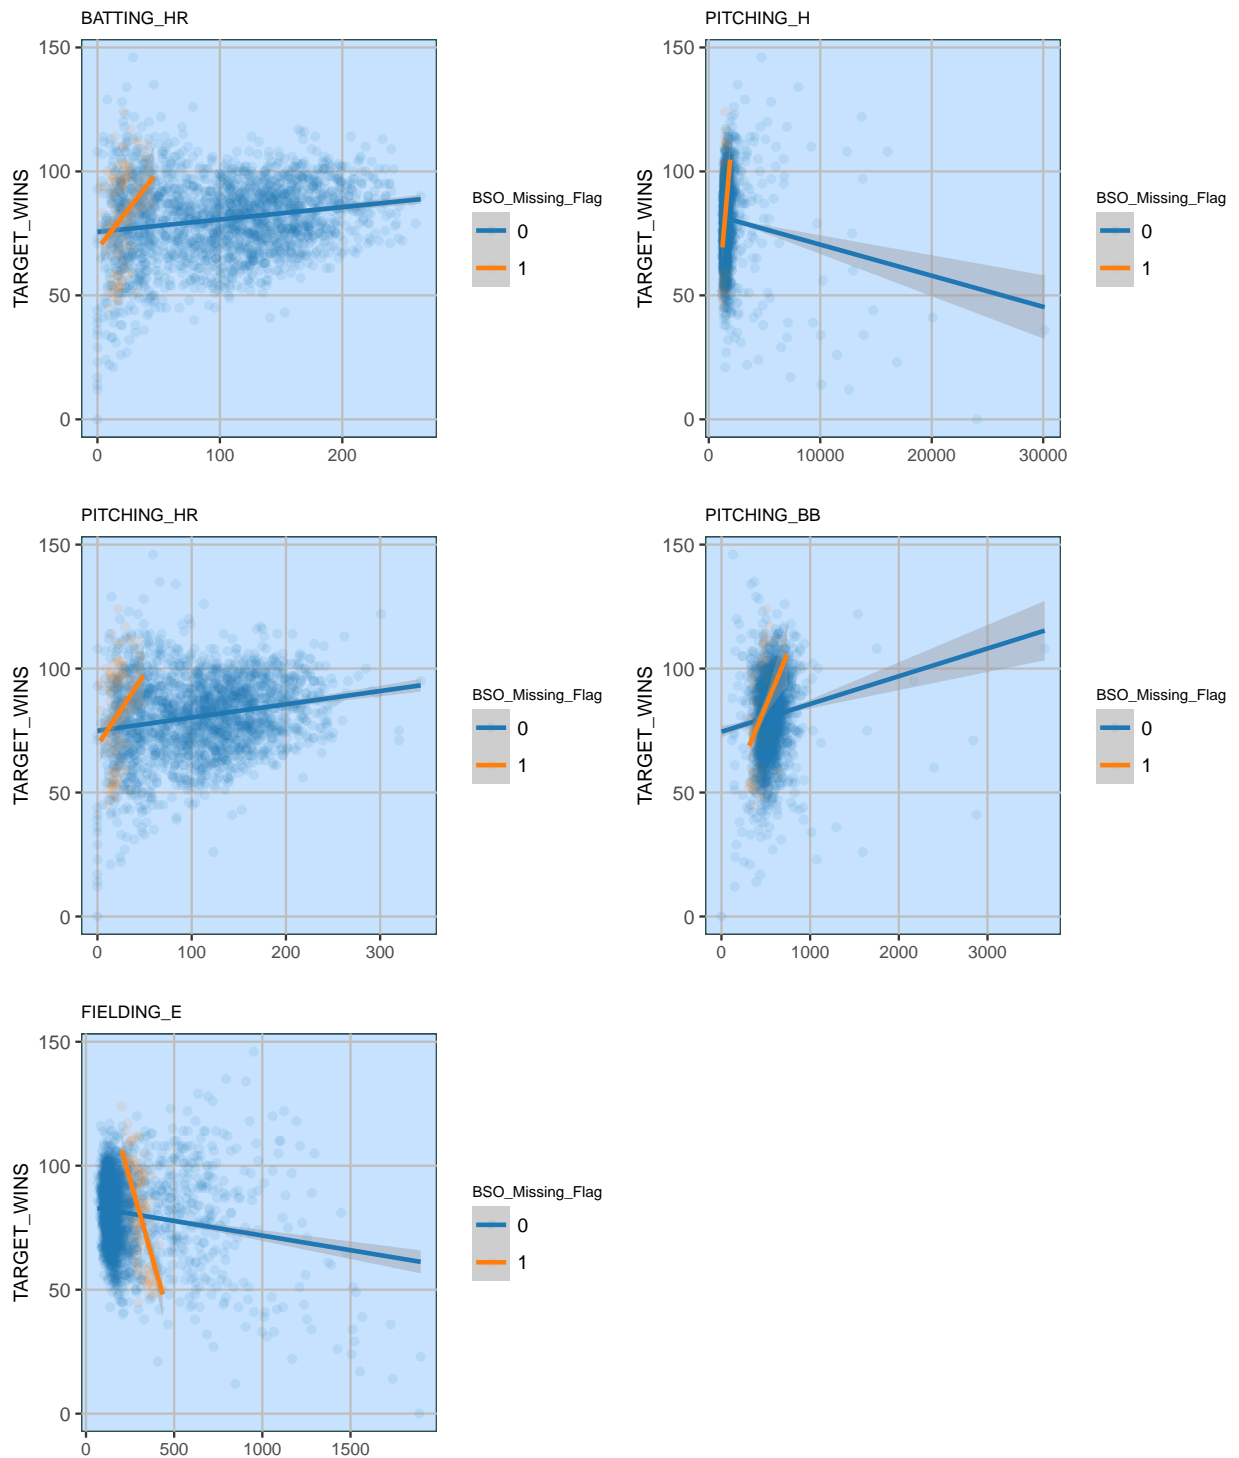 BATTING_HR
TARGET_WINS
150
100
50
0
0 100 200
BSO_Missing_Flag
0
1
PITCHING_H
TARGET_WINS
150
100
50
0
0 10000 20000 30000
BSO_Missing_Flag
0
1
PITCHING_HR
TARGET_WINS
150
100
50
0
0 100 200 300
BSO_Missing_Flag
0
1
PITCHING_BB
TARGET_WINS
150
100
50
0
0 1000 2000 3000
BSO_Missing_Flag
0
1
FIELDING_E
TARGET_WINS
150
100
50
0
0 500 1000 1500
BSO_Missing_Flag
0
1